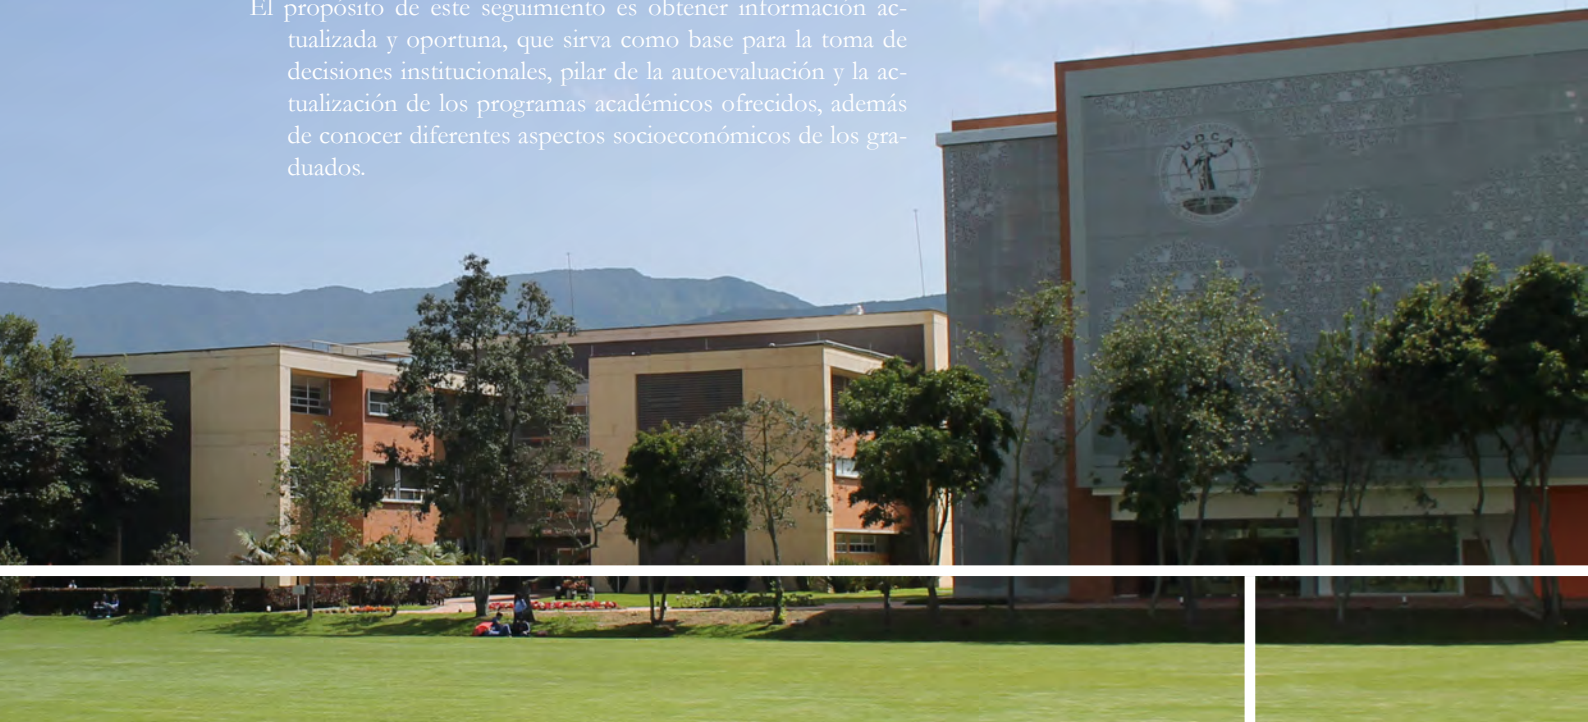 El propósito de este seguimiento es obtener información ac-
tualizada y oportuna, que sirva como base para la toma de
decisiones institucionales, pilar de la autoevaluación y la ac-
tualización de los programas académicos ofrecidos, además
de conocer diferentes aspectos socioeconómicos de los gra-
duados.
U.D.C.A